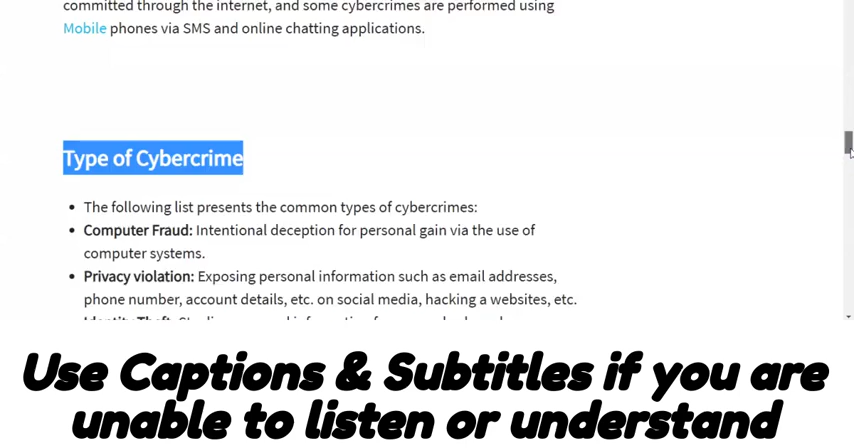 committed through the internet, and some cybercrimes are performed using
Mobile phones via SMS and online chatting applications.
Type of Cybercrime
• The following list presents the common types of cybercrimes:
• Computer Fraud: Intentional deception for personal gain via the use of
computer systems.
• Privacy violation: Exposing personal information such as email addresses,
phone number, account details, etc. on social media, hacking a websites, etc.
Use Captions & Subtitles if you are
unable to listen or understand